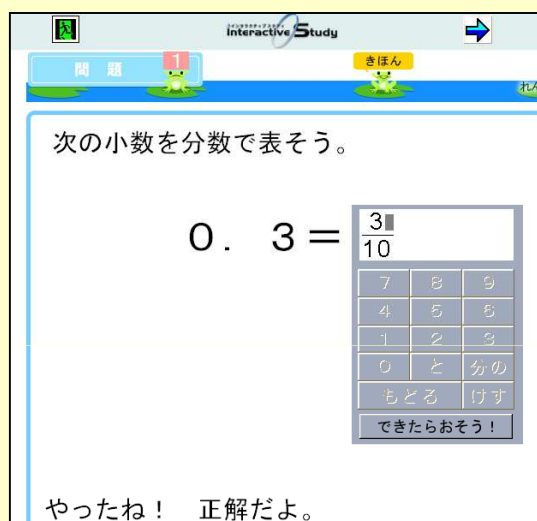 Interactive Study
問 題
1
きほん
次の小数を分数で表そう。
0. 3=
3
10
7 8 9
4 5 6
1 2 3
0 と 分の
もどる けす
できたらおそう!
やったね! 正解だよ。